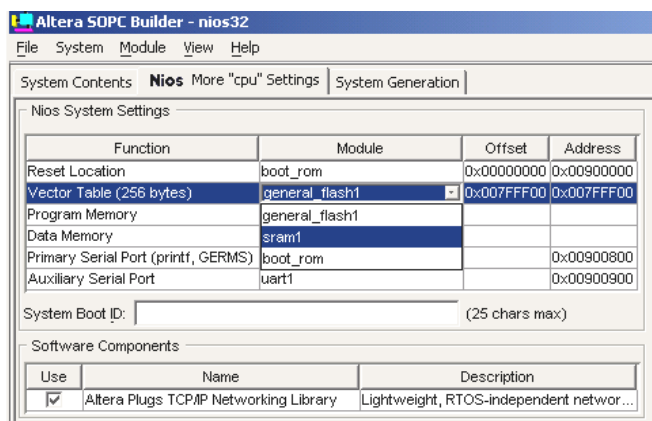 Altera SOPC Builder - nios32
File System Module View Help
System Contents Nios More "cpu" Settings System Generation
Nios System Settings
Function Module Offset Address
Reset Location boot_rom 0x00000000 0x00900000
Vector Table (256 bytes) general_flash1 0x007FFF00 0x007FFF00
Program Memory general_flash1
Data Memory sram1
Primary Serial Port (printf, GERMS) boot_rom 0x00900800
Auxiliary Serial Port uart1 0x00900900
System Boot ID: (25 chars max)
Software Components
Use Name Description
Altera Plugs TCP/IP Networking Library Lightweight, RTOS-independent networ...